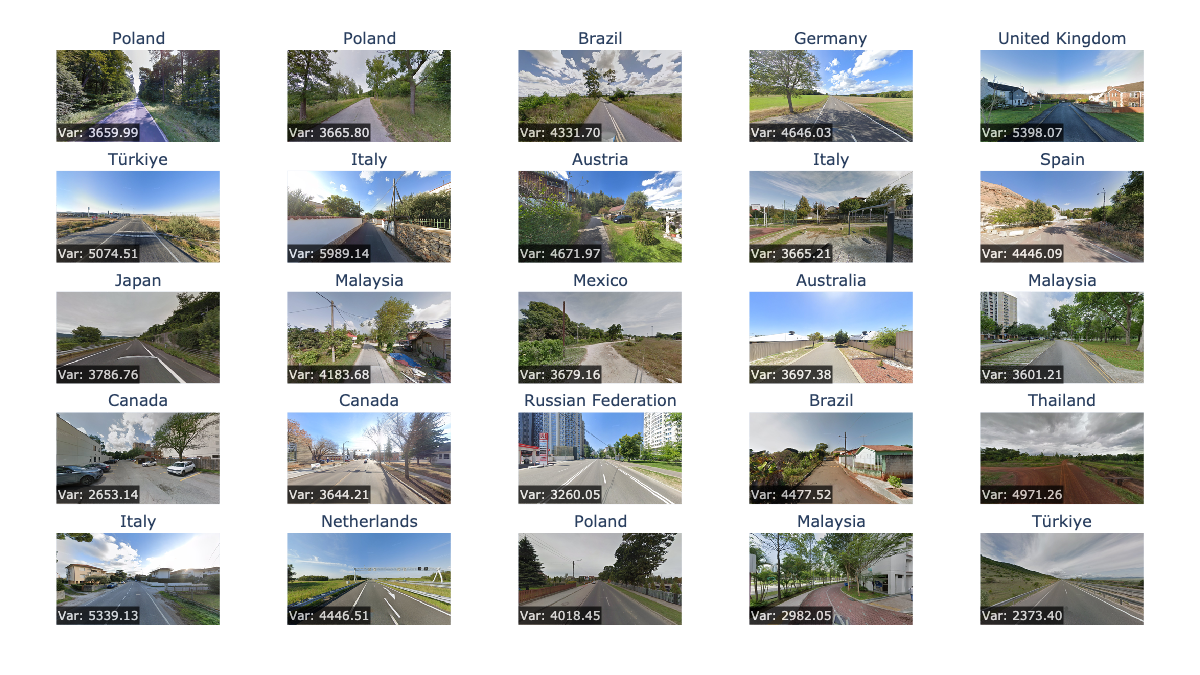 Poland
Poland
Brazil
Germany
United Kingdom
Var: 3659.99
Var: 3665.80
Var: 4331.70
Var: 4646.03
Var: 5398.07
Türkiye
Italy
Austria
Italy
Spain
Var: 5074.51
Var: 5989.14
Var: 4671.97
Var: 3665.21
Var: 4446.09
Japan
Malaysia
Mexico
Australia
Malaysia
Var: 3786.76
Var: 4183.68
Var: 3679.16
Var: 3697.38
Var: 3601.21
Canada
Canada
Russian Federation
Brazil
Thailand
Var: 2653.14
Var: 3644.21
Var: 3260.05
Var: 4477.52
Var: 4971.26
Italy
Netherlands
Poland
Malaysia
Türkiye
Var: 5339.13
Var: 4446.51
Var: 4018.45
Var: 2982.05
Var: 2373.40